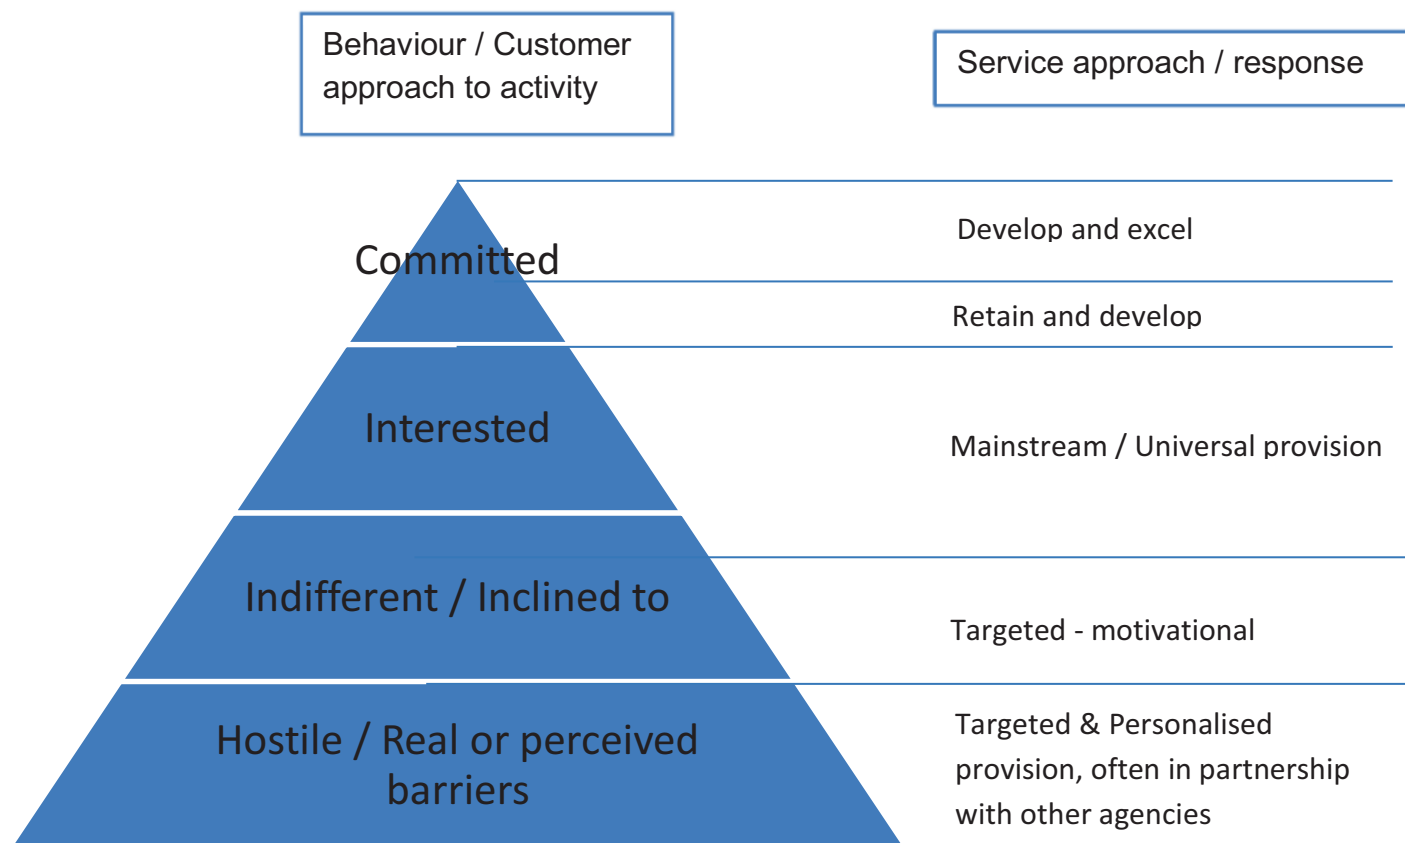 Behaviour / Customer
approach to activity
Service approach / response
Committed
Develop and excel
Retain and develop
Interested
Mainstream / Universal provision
Indifferent / Inclined to
Targeted - motivational
Hostile / Real or perceived
barriers
Targeted & Personalised
provision, often in partnership
with other agencies